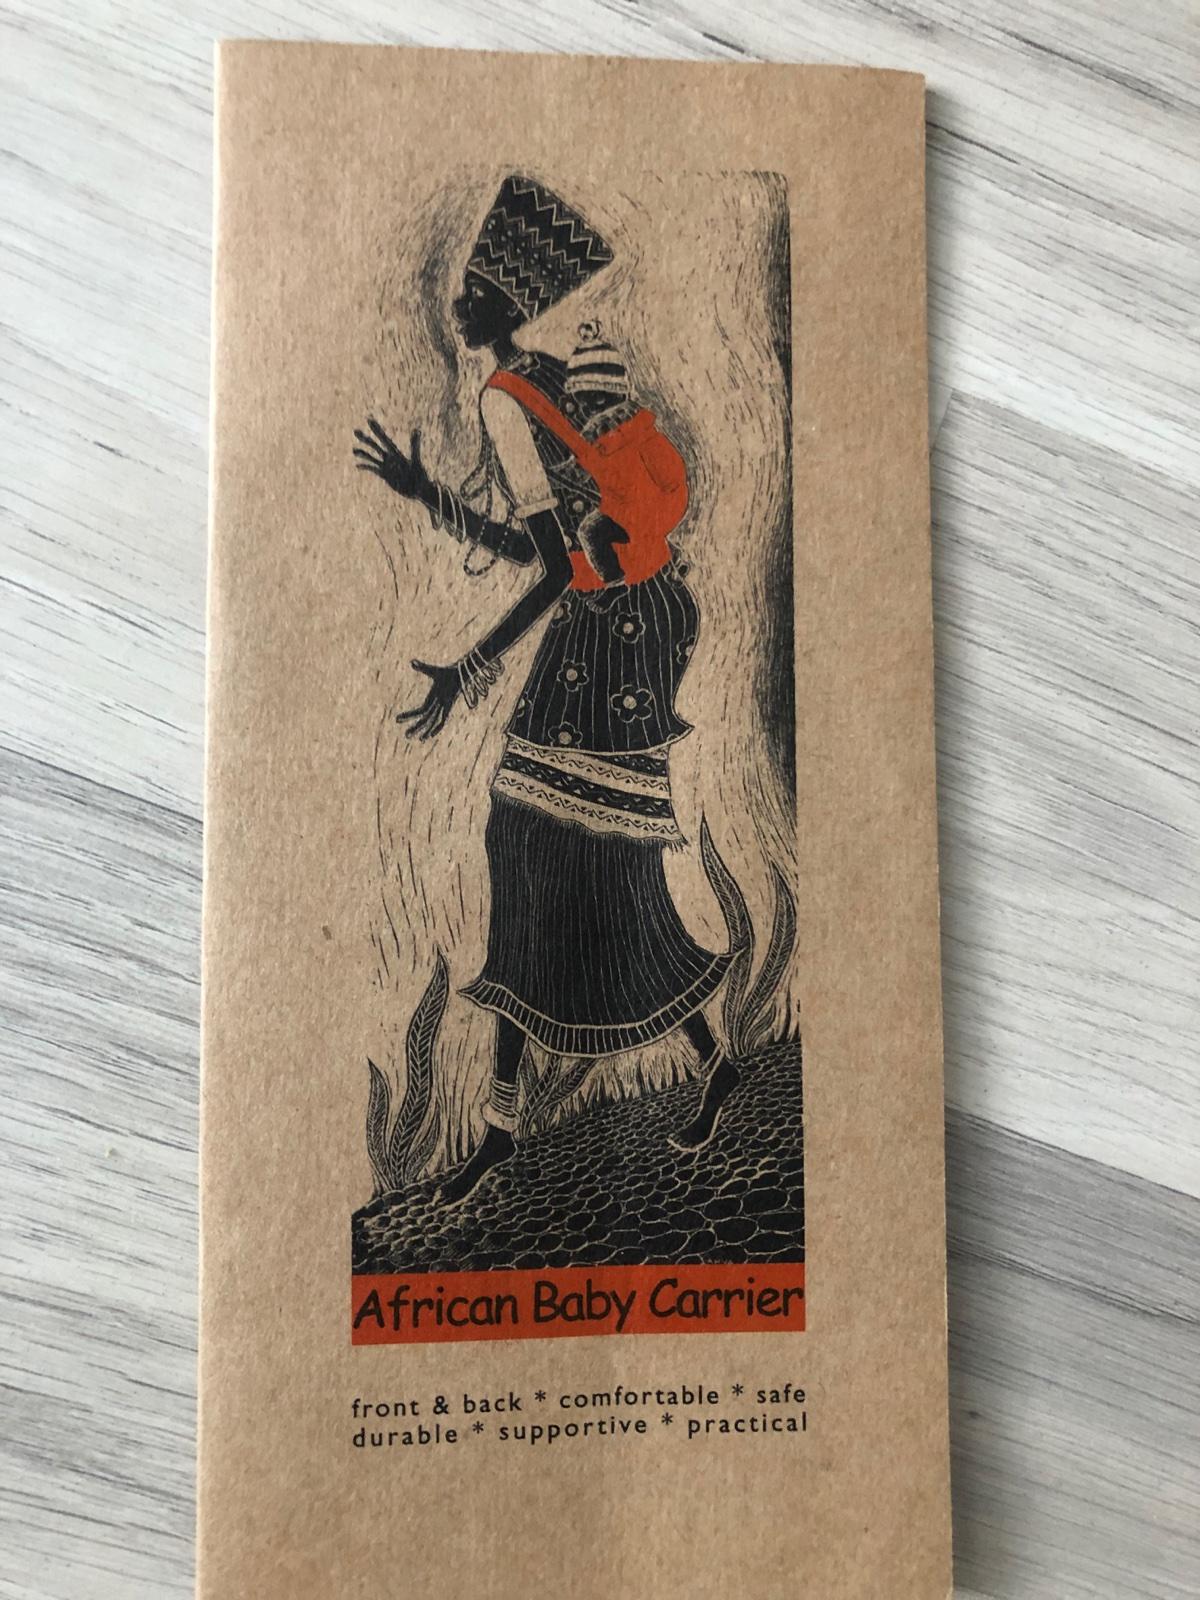 African Baby Carrier
front & back * comfortable * safe
durable * supportive * practical